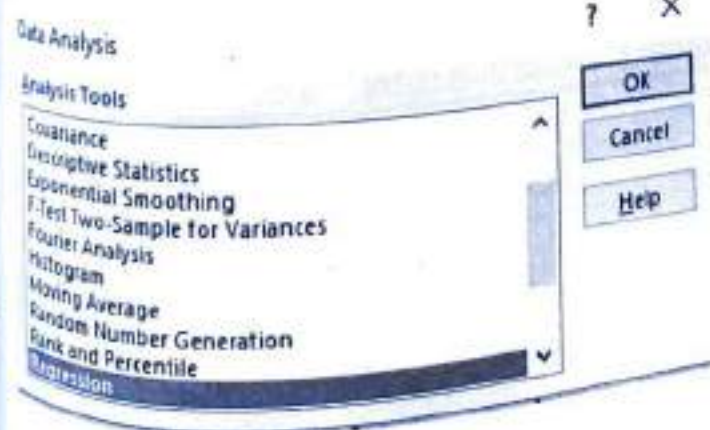 Data Analysis
?
X
Analysis Tools
Covariance
Descriptive Statistics
Exponential Smoothing
F-Test Two-Sample for Variances
Fourier Analysis
Histogram
Moving Average
Random Number Generation
Rank and Percentile
Regression
OK
Cancel
Help